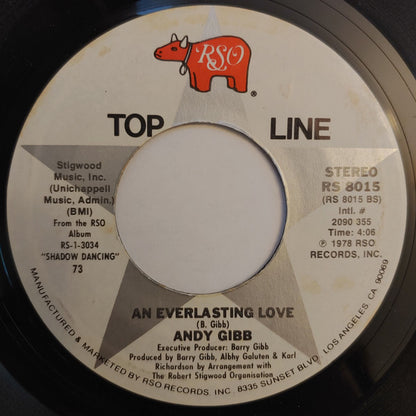 RSO
®
TOP LINE
Stigwood
Music, Inc.
(Unichappell
Music, Admin.)
(BMI)
From the RSO
Album
RS-1-3034
"SHADOW DANCING"
73
STEREO
RS 8015
(RS 8015 BS)
Intl. #
2090 355
Time: 4:06
℗ 1978 RSO
RECORDS, INC.
AN EVERLASTING LOVE
(B. Gibb)
ANDY GIBB
Executive Producer: Barry Gibb
Produced by Barry Gibb, Albhy Galuten & Karl
Richardson by Arrangement with
The Robert Stigwood Organisation
MANUFACTURED & MARKETED BY RSO RECORDS, INC. 8335 SUNSET BLVD. LOS ANGELES, CA. 90069